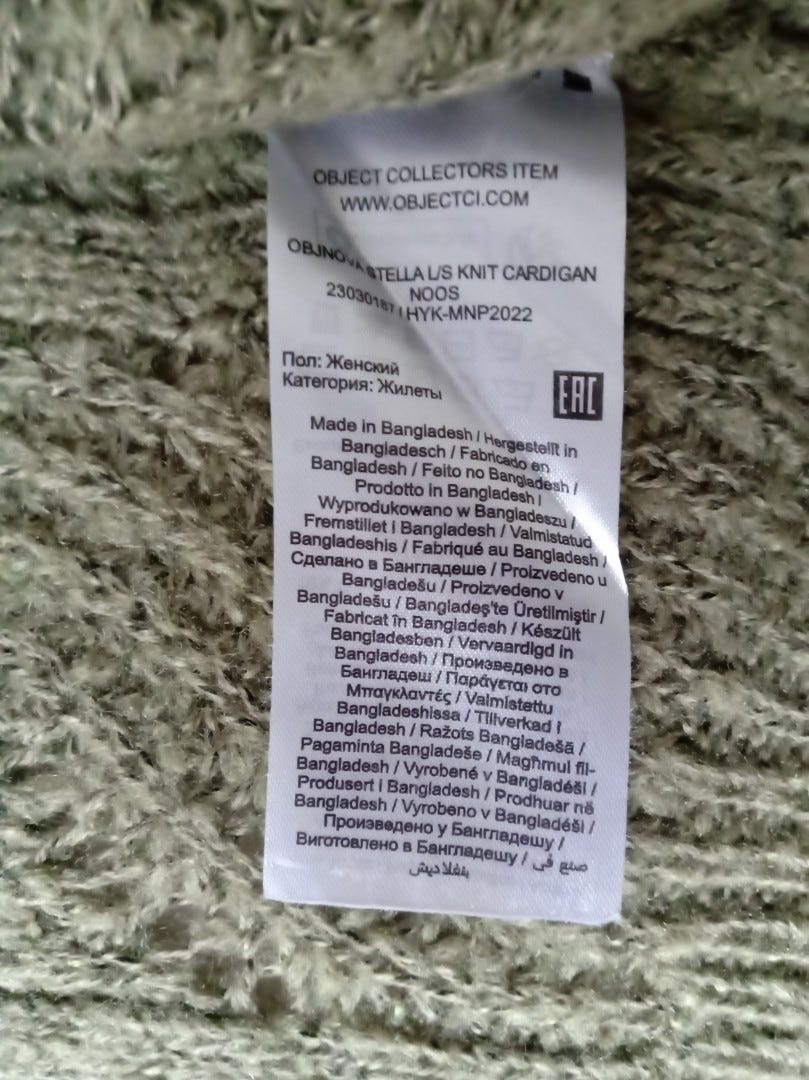 OBJECT COLLECTORS ITEM
WWW.OBJECTCI.COM
OBJNOVA STELLA L/S KNIT CARDIGAN
NOOS
23030187 | HYK-MNP2022
Пол: Женский
Категория: Жилеты
EAC
Made in Bangladesh / Hergestellt in
Bangladesch / Fabricado en
Bangladesh / Feito no Bangladesh /
Prodotto in Bangladesh /
Wyprodukowano w Bangladeszu /
Fremstillet i Bangladesh / Valmistatud
Bangladeshis / Fabriqué au Bangladesh /
Сделано в Бангладеше / Proizvedeno u
Bangladešu / Proizvedeno v
Bangladešu / Bangladeş'te Üretilmiştir /
Fabricat în Bangladesh / Készült
Bangladesben / Vervaardigd in
Bangladesh / Произведено в
Бангладеш / Παράγεται στο
Μπαγκλαντές / Valmistettu
Bangladeshissa / Tillverkad i
Bangladesh / Ražots Bangladešā /
Pagaminta Bangladeše / Magħmul fil-
Bangladesh / Vyrobené v Bangladéši /
Produsert i Bangladesh / Prodhuar në
Bangladesh / Vyrobeno v Bangladéši /
Произведено у Бангладешу /
Виготовлено в Бангладешу / صنع في
بنغلاديش